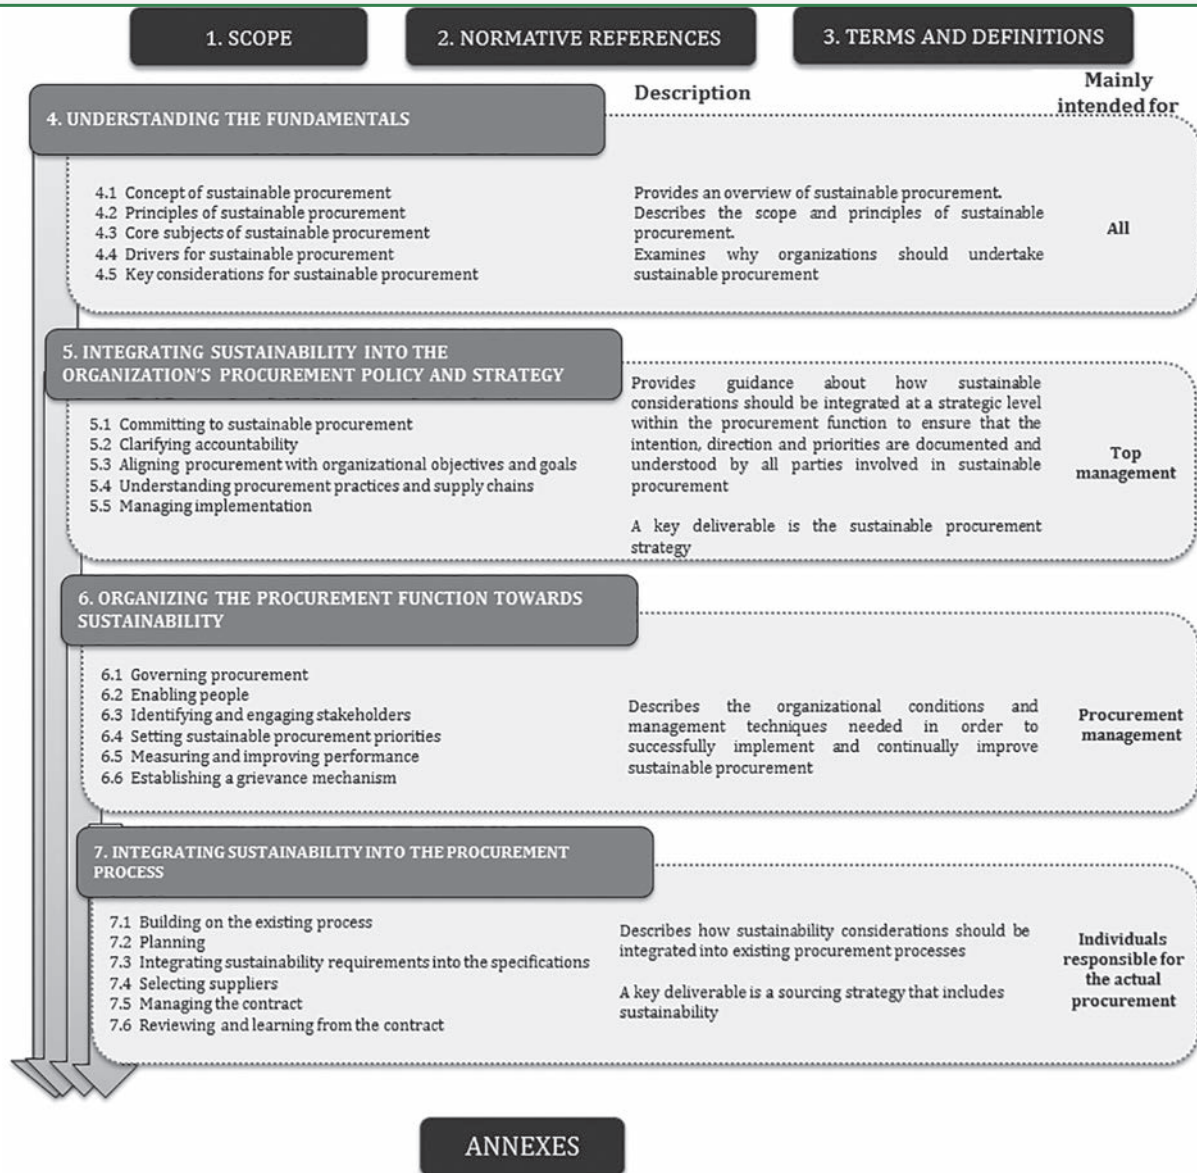 1. SCOPE
2. NORMATIVE REFERENCES
3. TERMS AND DEFINITIONS
Description
Mainly
intended for
4. UNDERSTANDING THE FUNDAMENTALS
4.1 Concept of sustainable procurement
4.2 Principles of sustainable procurement
4.3 Core subjects of sustainable procurement
4.4 Drivers for sustainable procurement
4.5 Key considerations for sustainable procurement
Provides an overview of sustainable procurement.
Describes the scope and principles of sustainable
procurement.
Examines why organizations should undertake
sustainable procurement
All
5. INTEGRATING SUSTAINABILITY INTO THE
ORGANIZATION'S PROCUREMENT POLICY AND STRATEGY
5.1 Committing to sustainable procurement
5.2 Clarifying accountability
5.3 Aligning procurement with organizational objectives and goals
5.4 Understanding procurement practices and supply chains
5.5 Managing implementation
Provides guidance about how sustainable
considerations should be integrated at a strategic level
within the procurement function to ensure that the
intention, direction and priorities are documented and
understood by all parties involved in sustainable
procurement
A key deliverable is the sustainable procurement
strategy
Top
management
6. ORGANIZING THE PROCUREMENT FUNCTION TOWARDS
SUSTAINABILITY
6.1 Governing procurement
6.2 Enabling people
6.3 Identifying and engaging stakeholders
6.4 Setting sustainable procurement priorities
6.5 Measuring and improving performance
6.6 Establishing a grievance mechanism
Describes the organizational conditions and
management techniques needed in order to
successfully implement and continually improve
sustainable procurement
Procurement
management
7. INTEGRATING SUSTAINABILITY INTO THE PROCUREMENT
PROCESS
7.1 Building on the existing process
7.2 Planning
7.3 Integrating sustainability requirements into the specifications
7.4 Selecting suppliers
7.5 Managing the contract
7.6 Reviewing and learning from the contract
Describes how sustainability considerations should be
integrated into existing procurement processes
A key deliverable is a sourcing strategy that includes
sustainability
Individuals
responsible for
the actual
procurement
ANNEXES